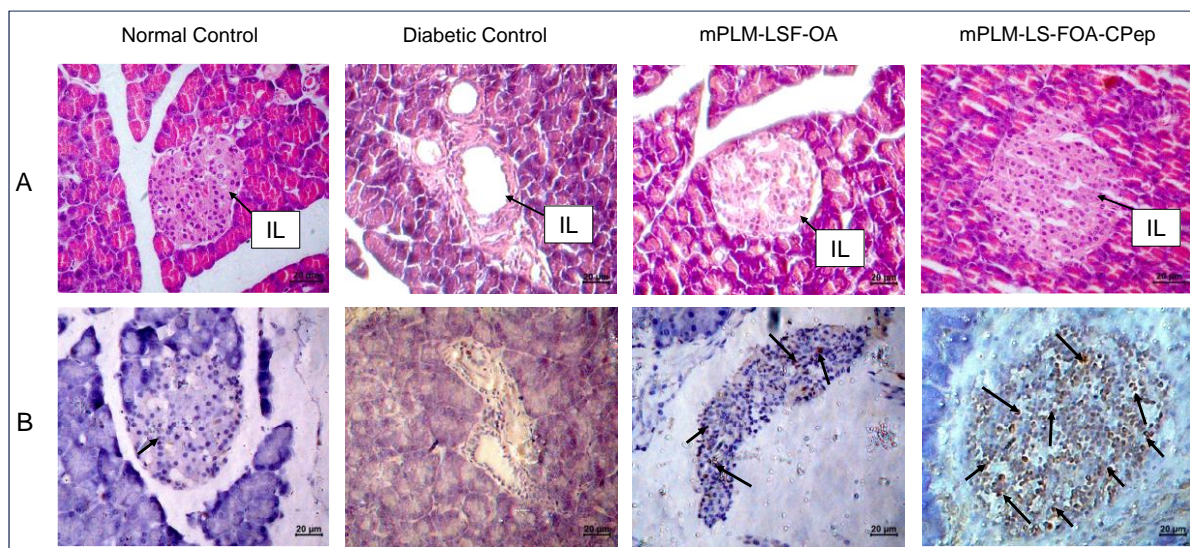 Normal Control
Diabetic Control
mPLM-LSF-OA
mPLM-LS-FOA-CPep
A
IL
IL
IL
IL
20 µm
20 µm
20 µm
20 µm
B
20 µm
20 µm
20 µm
20 µm